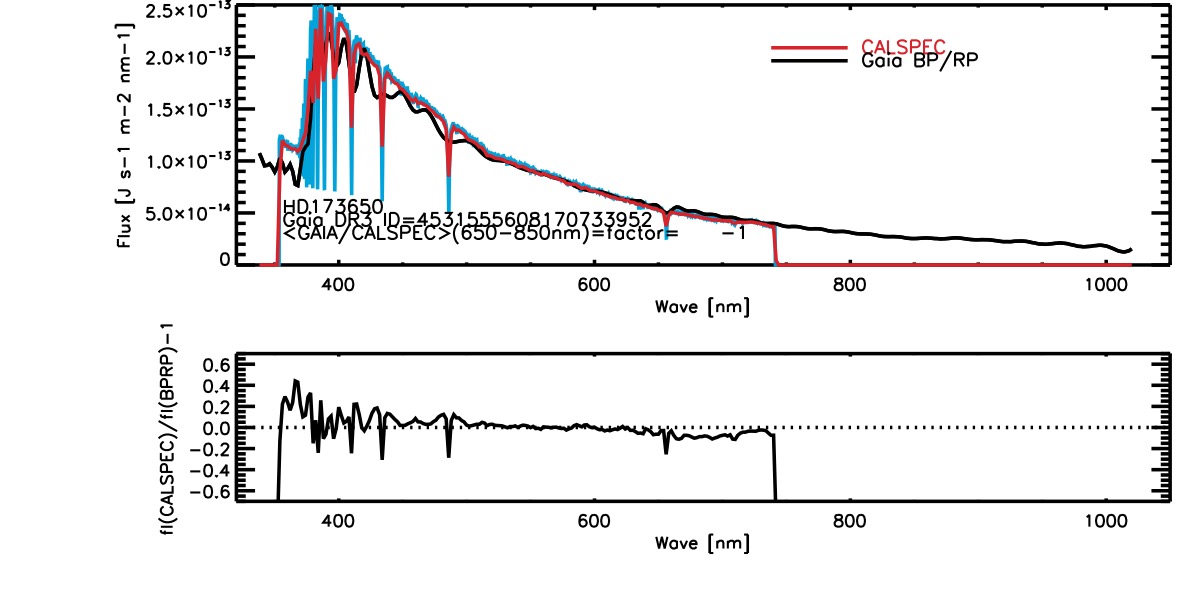 2.5×10−13
2.0×10−13
1.5×10−13
1.0×10−13
5.0×10−14
0
Flux [J s−1 m−2 nm−1]
CALSPEC
Gaia BP/RP
HD173650
Gaia DR3 ID=4531555608170733952
<GAIA/CALSPEC>(650−850nm)=factor= −1
400 600 800 1000
Wave [nm]
fl(CALSPEC)/fl(BPRP)−1
0.6
0.4
0.2
0.0
−0.2
−0.4
−0.6
400 600 800 1000
Wave [nm]